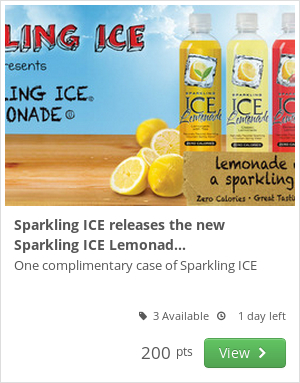 LING ICE
esents
LING ICE®
ONADE
SPARKLING
ICE
Lemonade
ZERO CALORIES
SPARKLING
ICE
Lemonade
ZERO CALORIES
lemonade
a sparkling
Zero Calories • Great Tast
Sparkling ICE releases the new
Sparkling ICE Lemonad...
One complimentary case of Sparkling ICE
3 Available 1 day left
200 pts View >